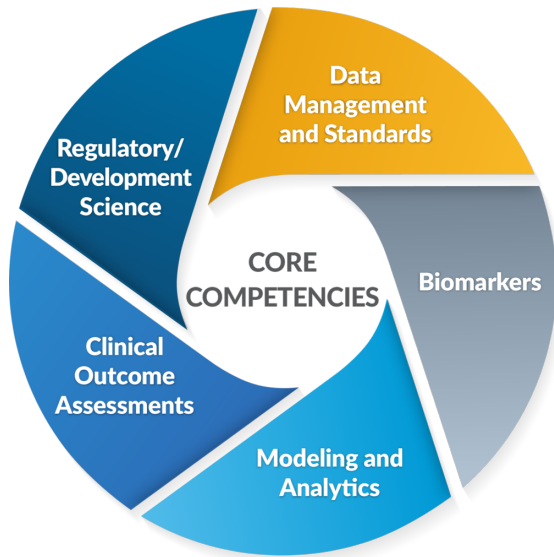 Data
Management
and Standards
Regulatory/
Development
Science
CORE
COMPETENCIES
Biomarkers
Clinical
Outcome
Assessments
Modeling and
Analytics